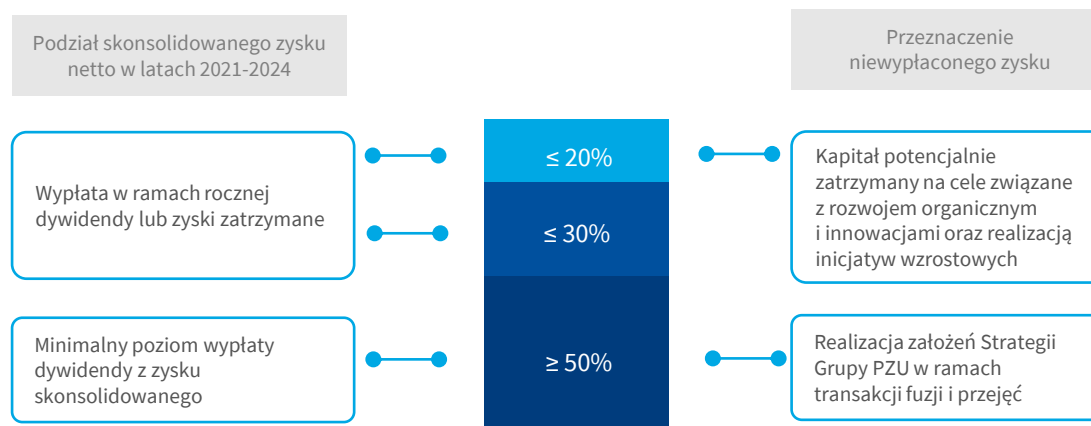 Podział skonsolidowanego zysku
netto w latach 2021-2024
Przeznaczenie
niewypłaconego zysku
Wypłata w ramach rocznej
dywidendy lub zyski zatrzymane
≤ 20%
≤ 30%
Kapitał potencjalnie
zatrzymany na cele związane
z rozwojem organicznym
i innowacjami oraz realizacją
inicjatyw wzrostowych
Minimalny poziom wypłaty
dywidendy z zysku
skonsolidowanego
≥ 50%
Realizacja założeń Strategii
Grupy PZU w ramach
transakcji fuzji i przejęć